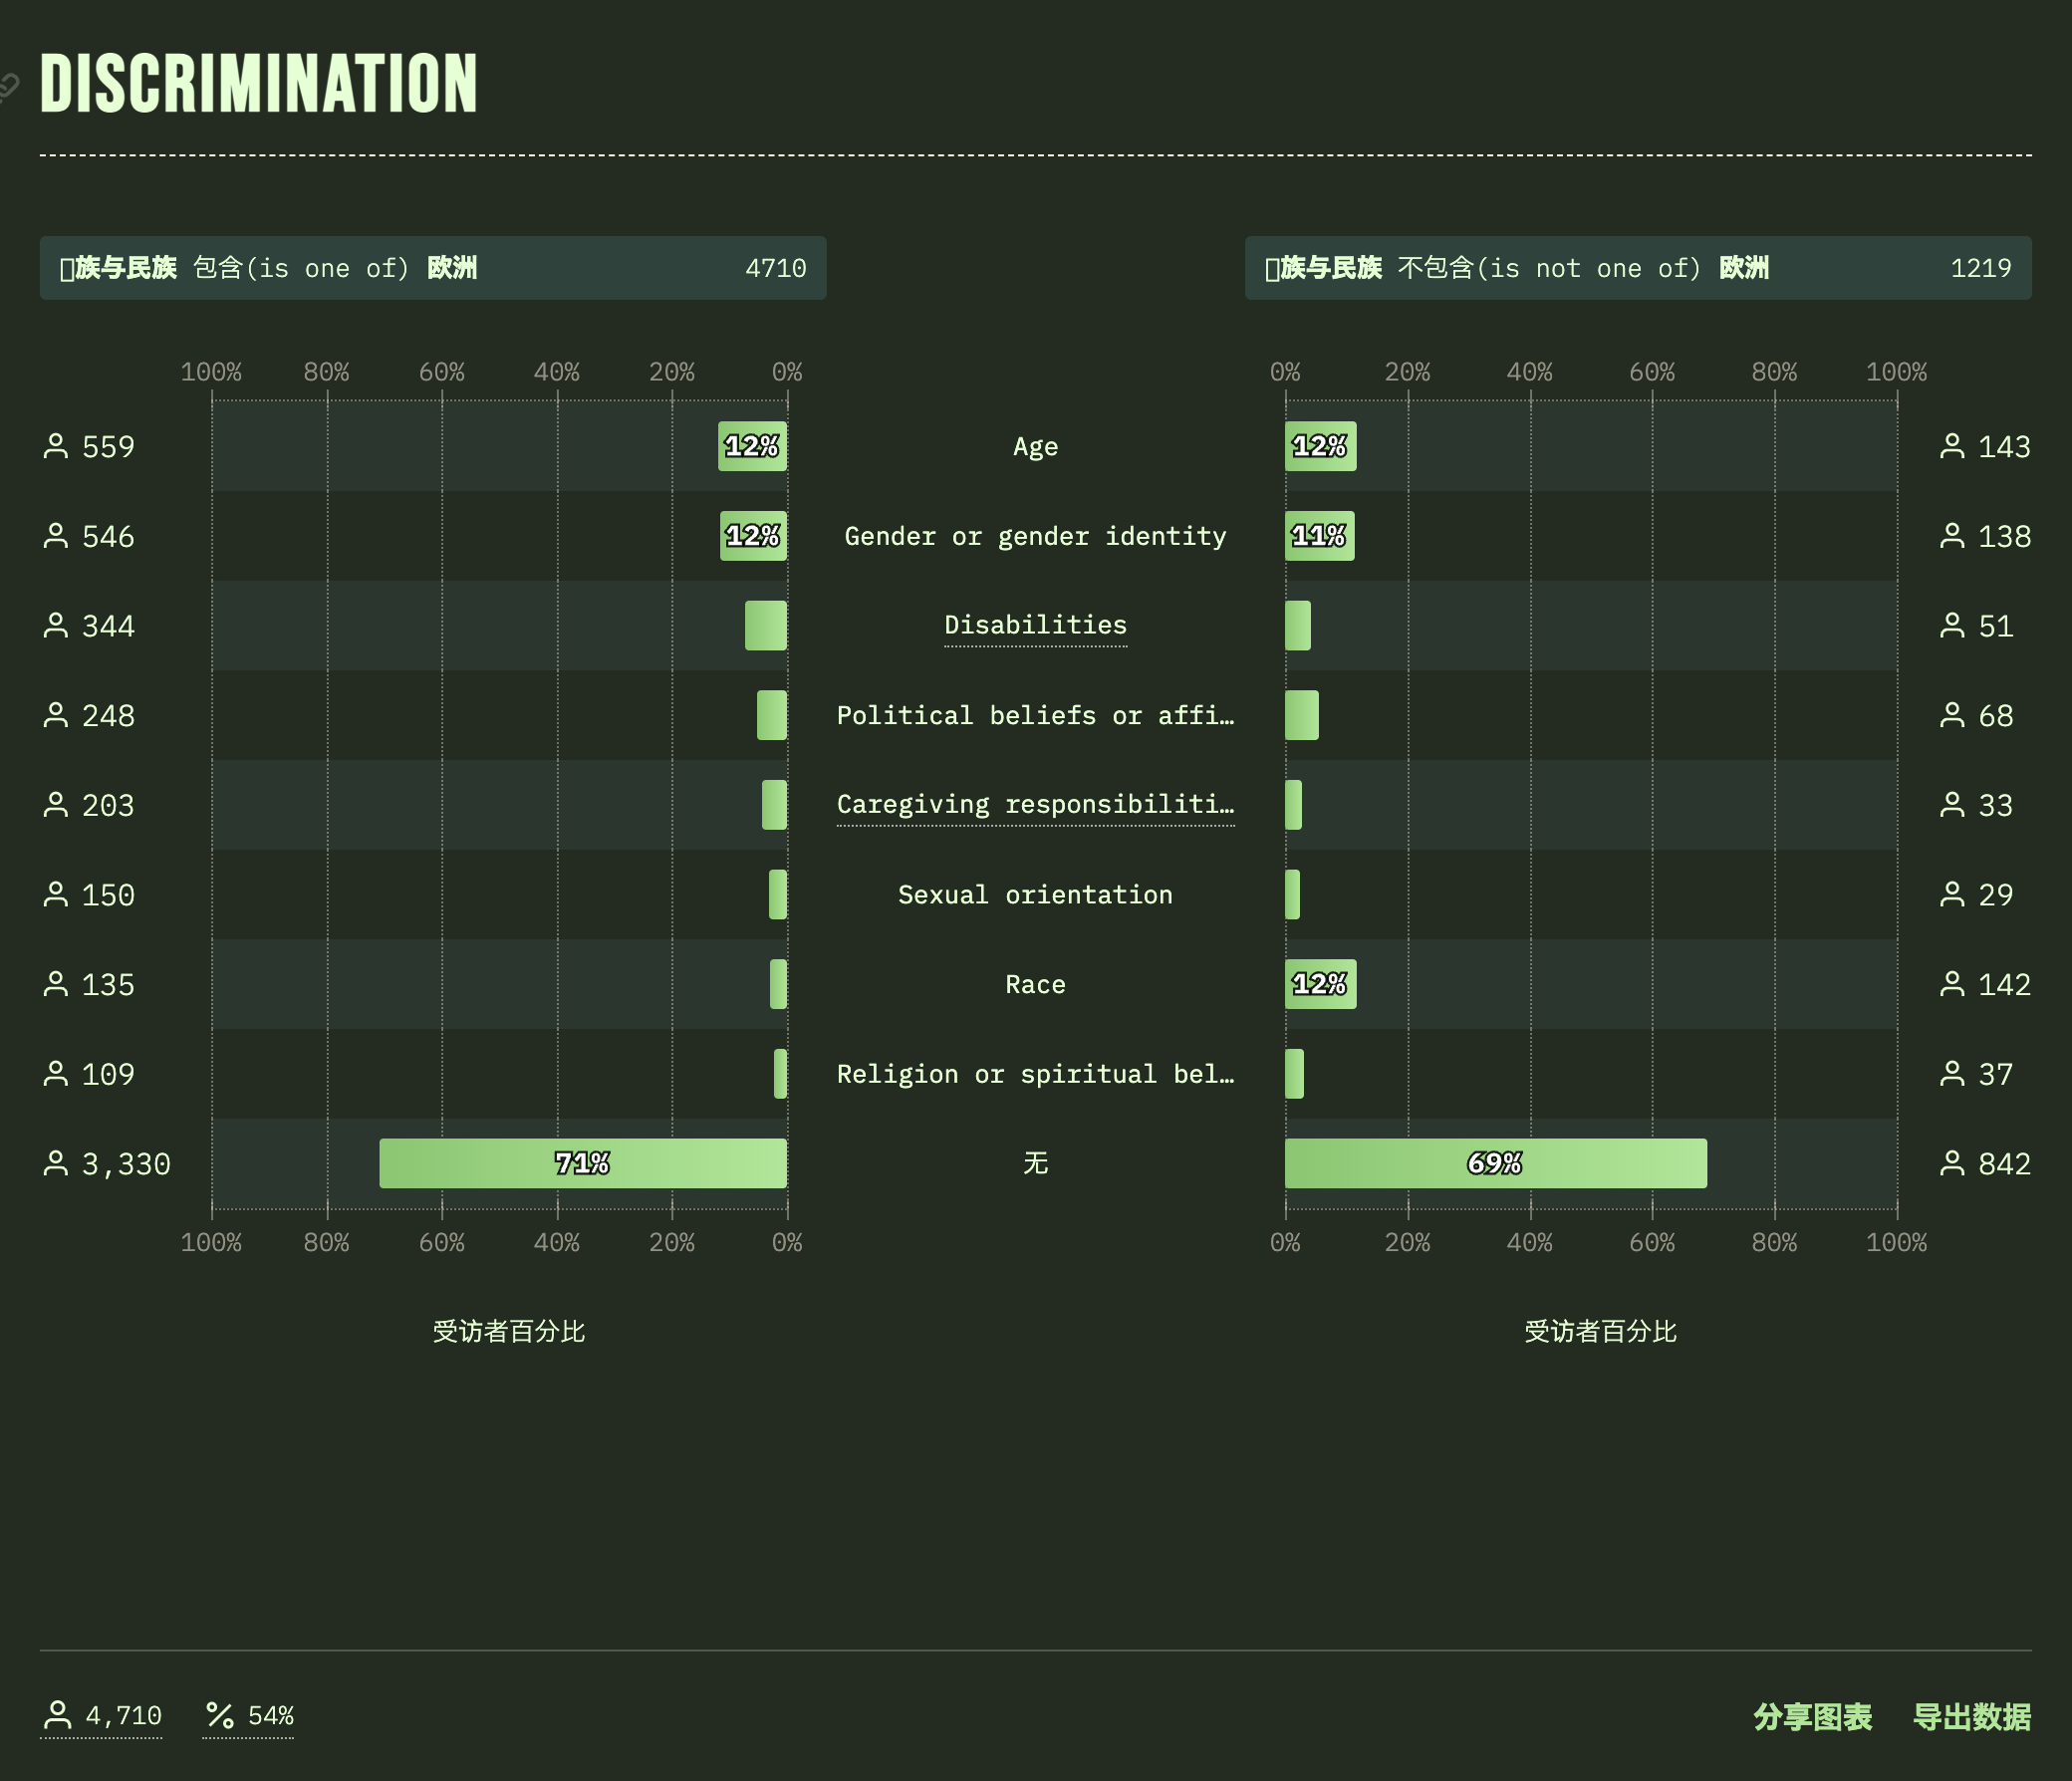 DISCRIMINATION
族与民族 包含(is one of) 欧洲 4710
族与民族 不包含(is not one of) 欧洲 1219
100% 80% 60% 40% 20% 0%
0% 20% 40% 60% 80% 100%
559 12% Age 12% 143
546 12% Gender or gender identity 11% 138
344 Disabilities 51
248 Political beliefs or affi… 68
203 Caregiving responsibiliti… 33
150 Sexual orientation 29
135 Race 12% 142
109 Religion or spiritual bel… 37
3,330 71% 无 69% 842
100% 80% 60% 40% 20% 0%
0% 20% 40% 60% 80% 100%
受访者百分比
受访者百分比
4,710 54%
分享图表 导出数据